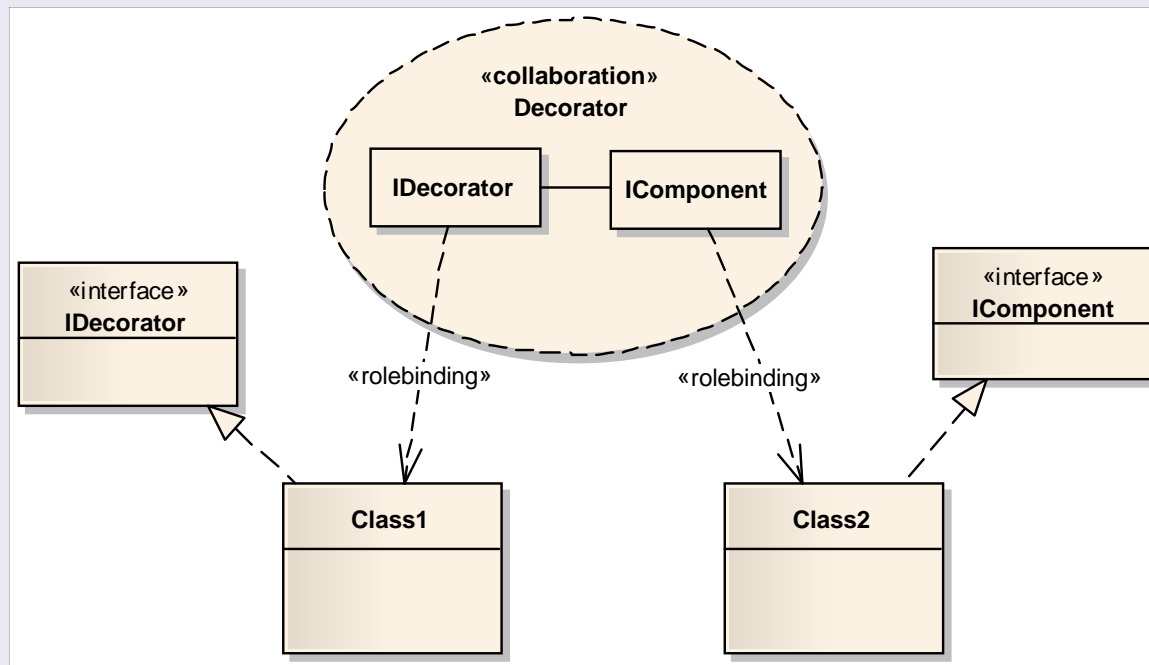 «collaboration»
Decorator
IDecorator
IComponent
«interface»
IDecorator
«interface»
IComponent
«rolebinding»
«rolebinding»
Class1
Class2